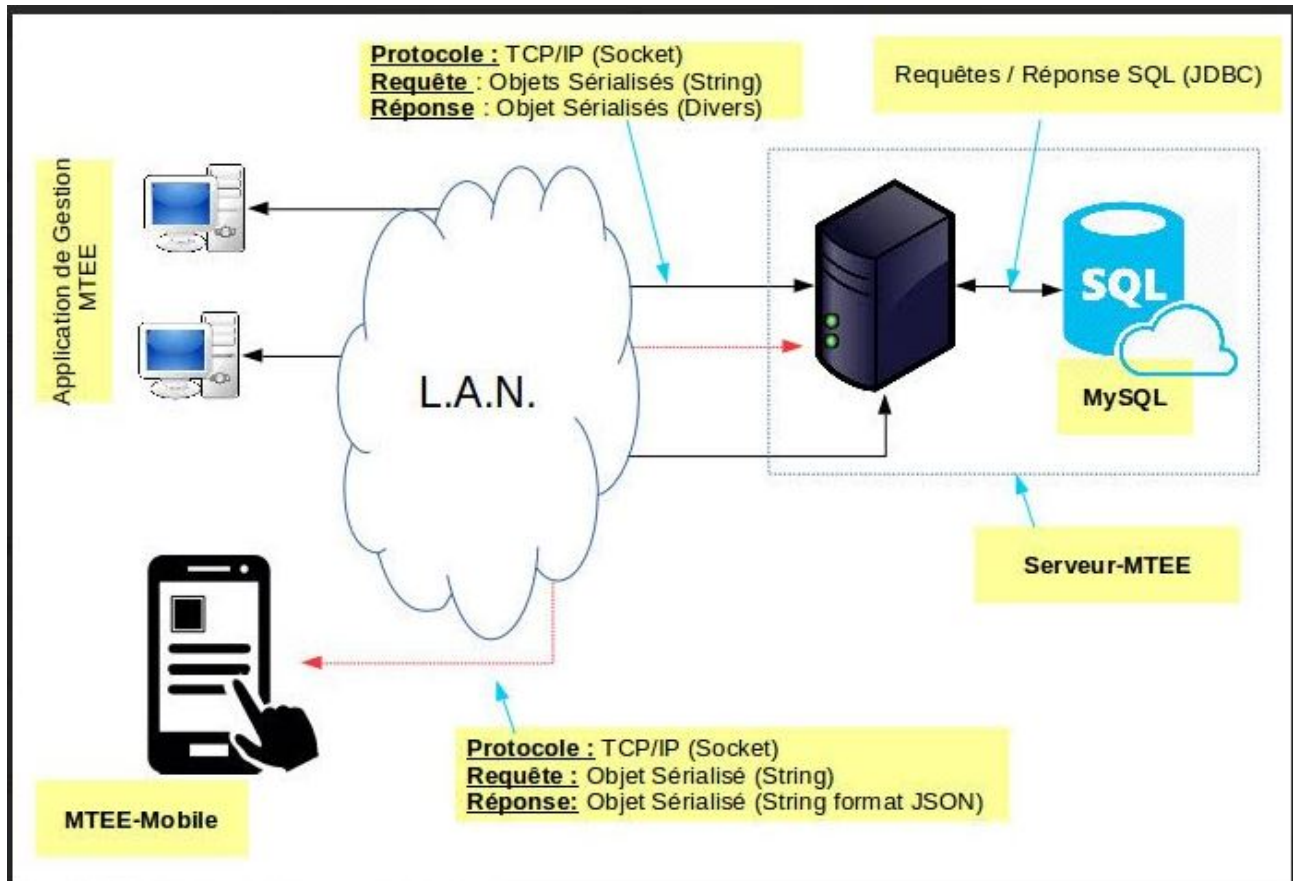 Protocole : TCP/IP (Socket)
Requête : Objets Sérialisés (String)
Réponse : Objet Sérialisés (Divers)
Requêtes / Réponse SQL (JDBC)
Application de Gestion
MTEE
L.A.N.
SQL
MySQL
Serveur-MTEE
Protocole : TCP/IP (Socket)
Requête : Objet Sérialisé (String)
Réponse: Objet Sérialisé (String format JSON)
MTEE-Mobile